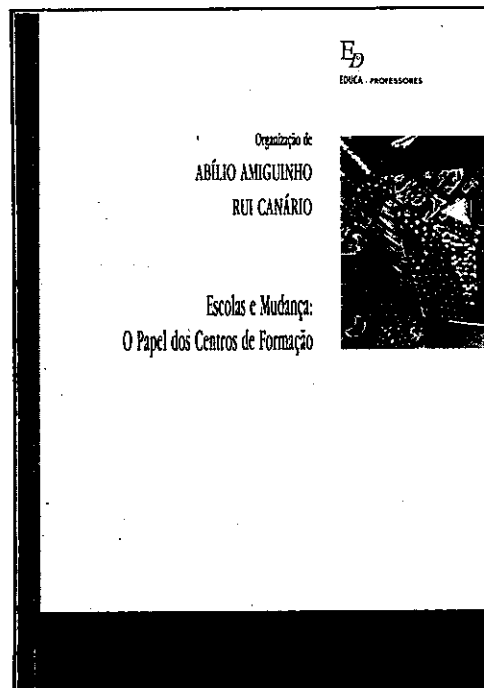 ED
EDUCA - PROFESSORES
Organização de
ABÍLIO AMIGUINHO
RUI CANÁRIO
Escolas e Mudança:
O Papel dos Centros de Formação